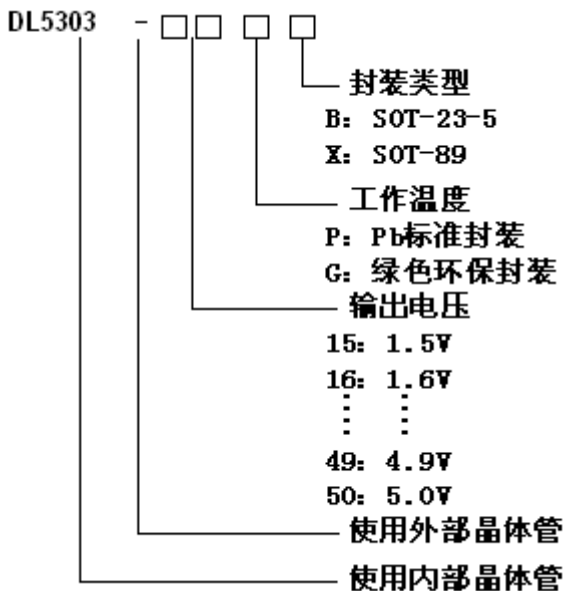 DL5303 - □□ □ □
封装类型
B: SOT-23-5
X: SOT-89
工作温度
P: Pb标准封装
G: 绿色环保封装
输出电压
15: 1.5V
16: 1.6V
⋮ ⋮
49: 4.9V
50: 5.0V
使用外部晶体管
使用内部晶体管